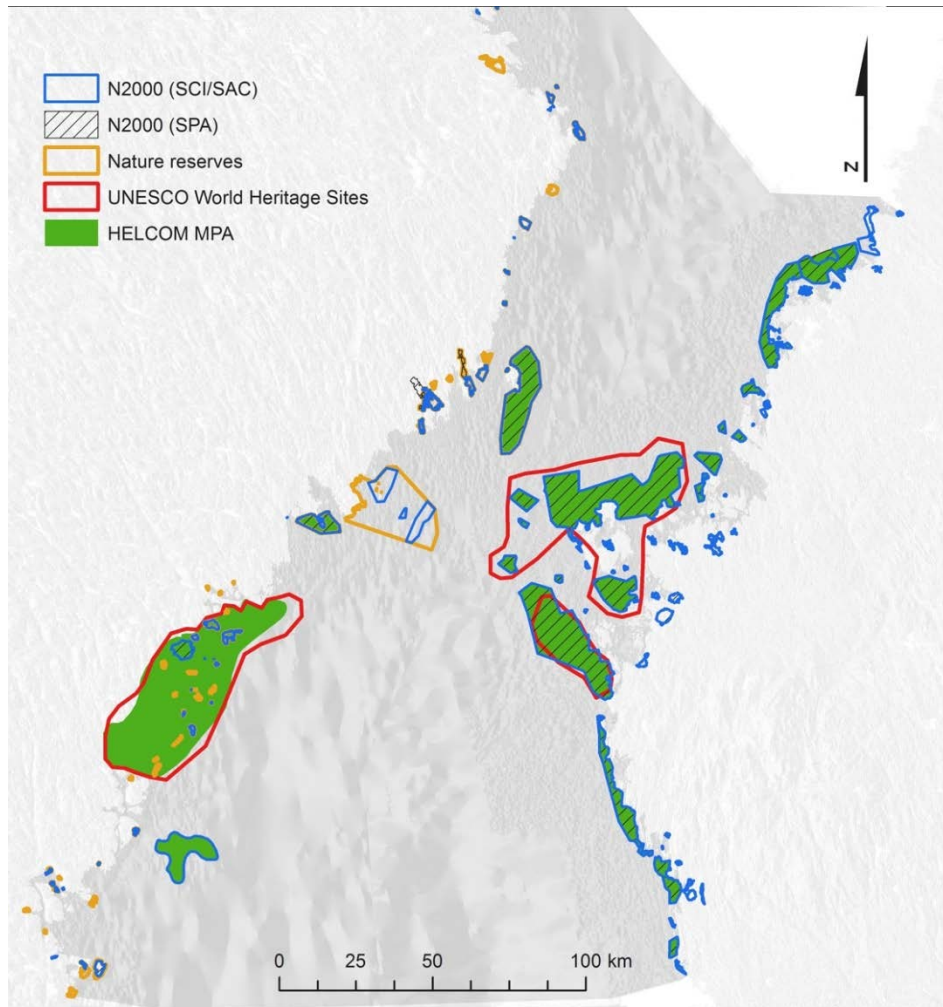 N2000 (SCI/SAC)
N2000 (SPA)
Nature reserves
UNESCO World Heritage Sites
HELCOM MPA
N
0 25 50 100 km